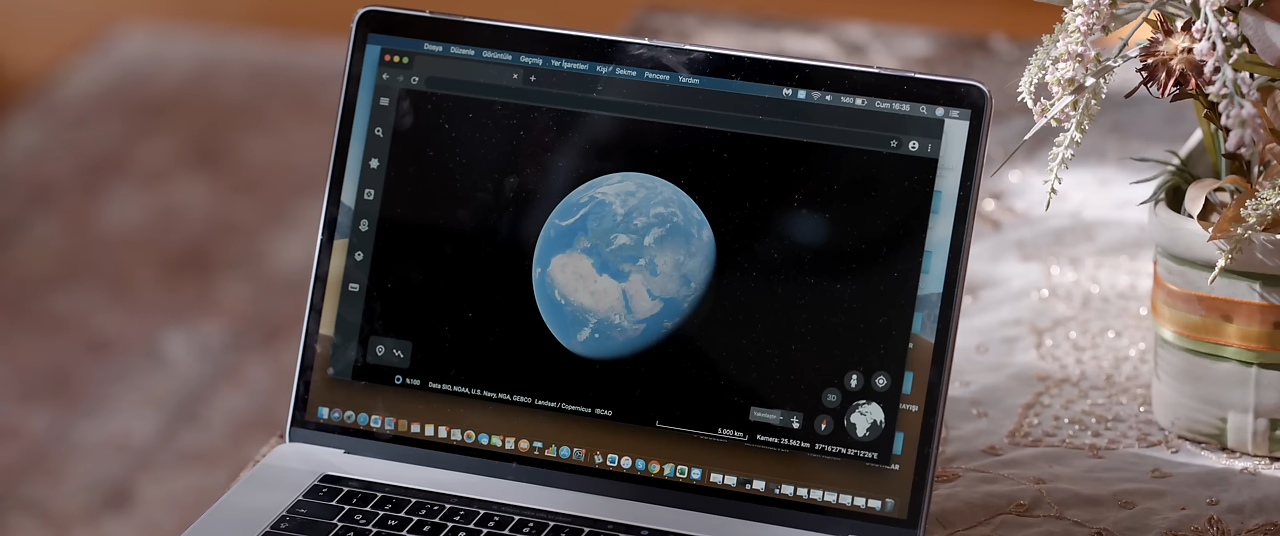 Dosya Düzenle Görüntüle Geçmiş Yer İşaretleri Kişi Sekme Pencere Yardım
%60 Cum 16:35
3D
%100 Data SIO, NOAA, U.S. Navy, NGA, GEBCO Landsat / Copernicus IBCAO
Yakınlaştır
5.000 km Kamera: 25.562 km 37°16'27"N 32°12'26"E